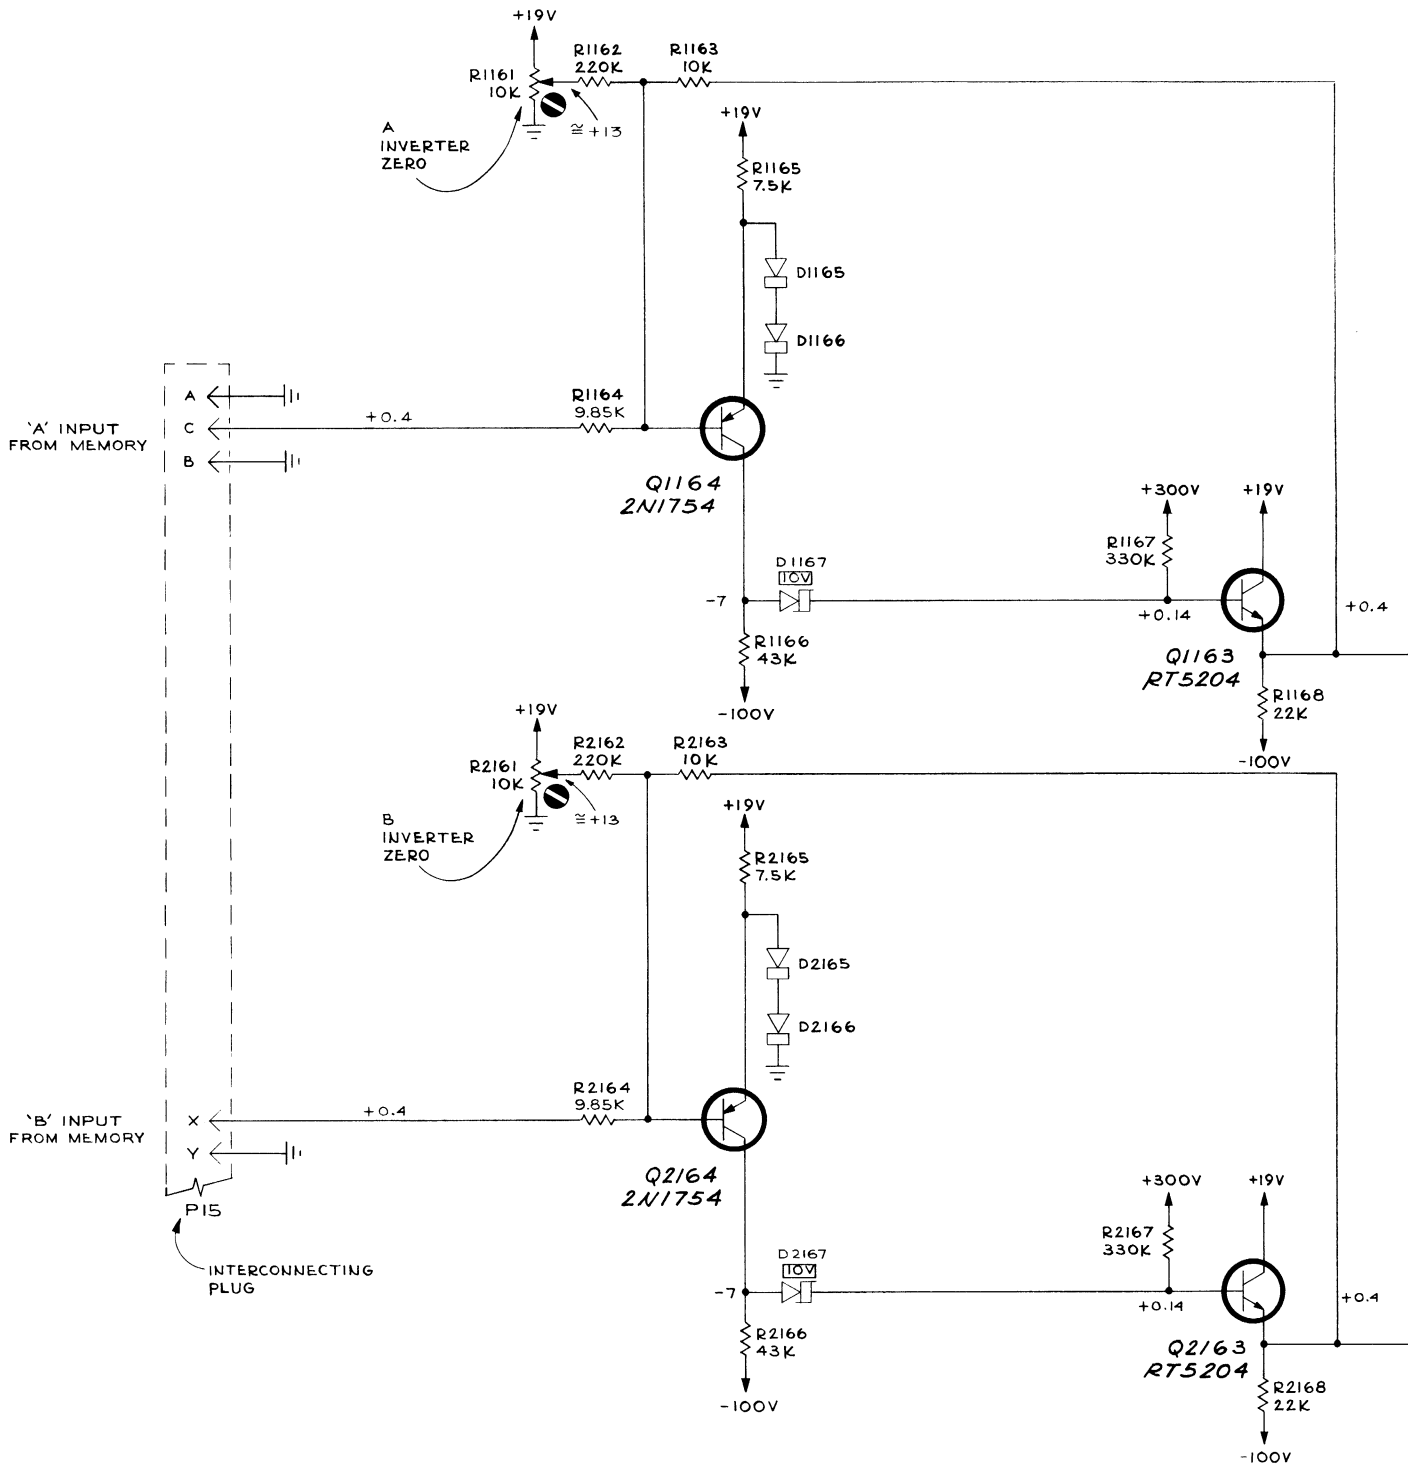 +19V
R1161
10K
R1162
220K
R1163
10K
≅+13
A
INVERTER
ZERO
+19V
R1165
7.5K
D1165
D1166
A
'A' INPUT
FROM MEMORY
C
B
+0.4
R1164
9.85K
Q1164
2N1754
+300V
+19V
R1167
330K
D1167
10V
-7
+0.14
+0.4
R1166
43K
Q1163
RT5204
R1168
22K
-100V
-100V
+19V
R2161
10K
R2162
220K
R2163
10K
≅+13
B
INVERTER
ZERO
+19V
R2165
7.5K
D2165
D2166
'B' INPUT
FROM MEMORY
X
Y
+0.4
R2164
9.85K
Q2164
2N1754
P15
INTERCONNECTING
PLUG
+300V
+19V
R2167
330K
D2167
10V
-7
+0.14
+0.4
R2166
43K
Q2163
RT5204
R2168
22K
-100V
-100V